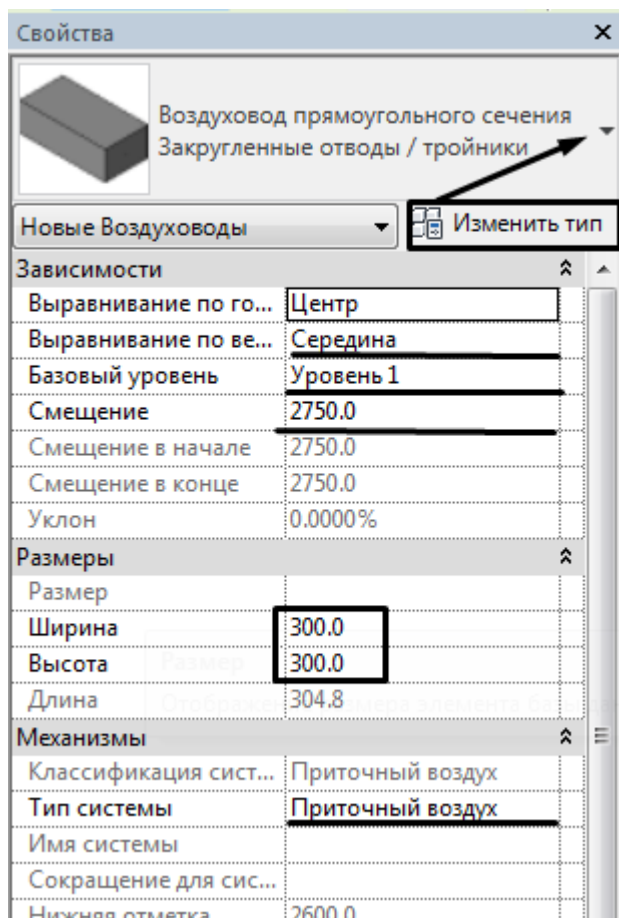 Свойства
Воздуховод прямоугольного сечения
Закругленные отводы / тройники
Новые Воздуховоды
Изменить тип
Зависимости
Выравнивание по го... Центр
Выравнивание по ве... Середина
Базовый уровень Уровень 1
Смещение 2750.0
Смещение в начале 2750.0
Смещение в конце 2750.0
Уклон 0.0000%
Размеры
Размер
Ширина 300.0
Высота Размер 300.0
Длина 304.8
Механизмы
Классификация сист... Приточный воздух
Тип системы Приточный воздух
Имя системы
Сокращение для сис...
Нижняя отметка 2600.0